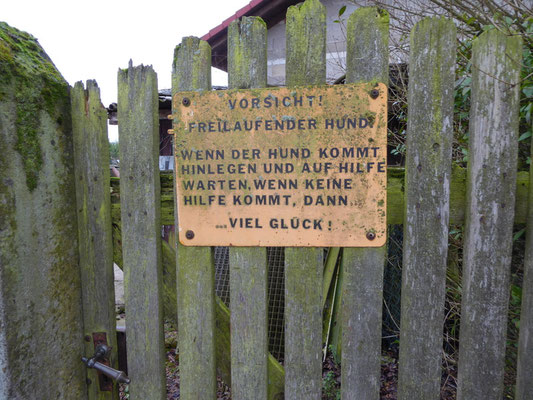 VORSICHT!
FREILAUFENDER HUND!
WENN DER HUND KOMMT
HINLEGEN UND AUF HILFE
WARTEN. WENN KEINE
HILFE KOMMT, DANN
...VIEL GLÜCK!